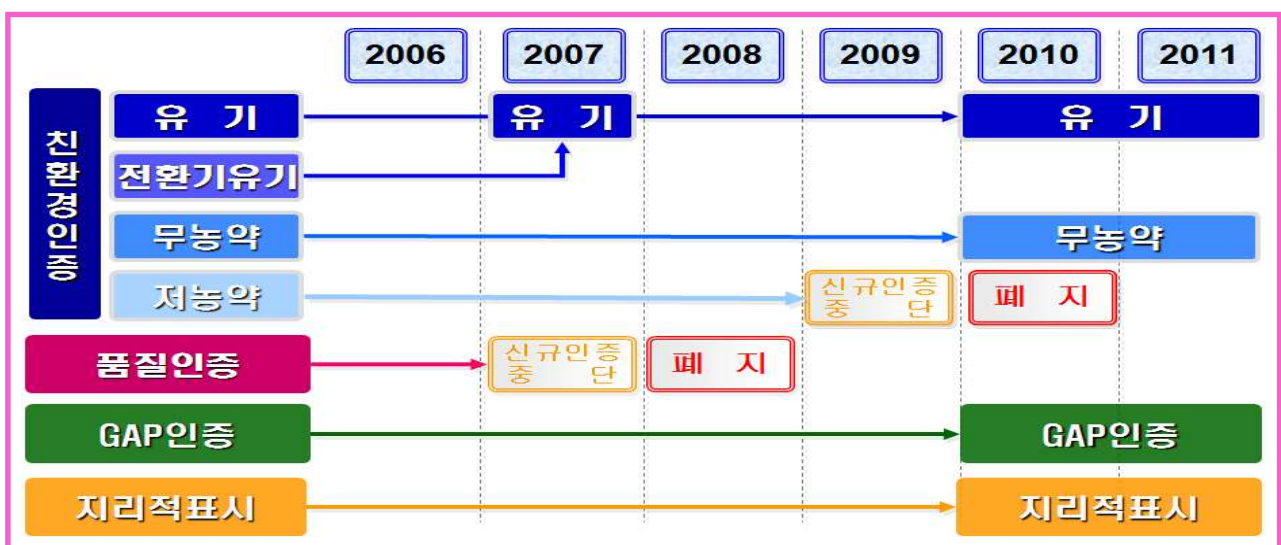 2006 2007 2008 2009 2010 2011
친환경인증
유 기 유 기 유 기
전환기유기
무농약 무농약
저농약 신규인증 폐 지
중 단
품질인증 신규인증 폐 지
중 단
GAP인증 GAP인증
지리적표시 지리적표시